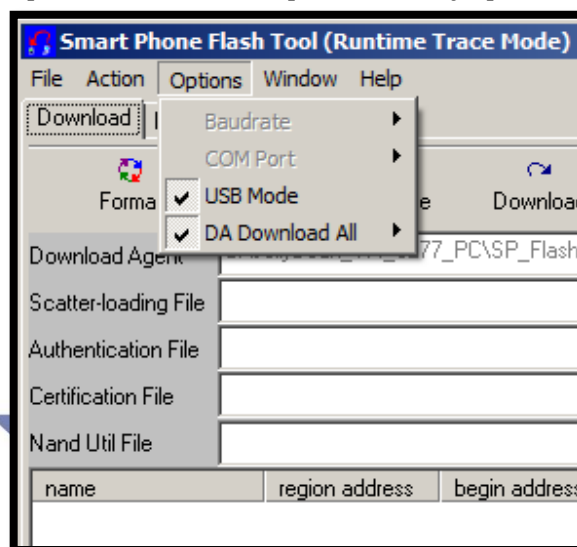 Smart Phone Flash Tool (Runtime Trace Mode)
File Action Options Window Help
Download
Baudrate
COM Port
USB Mode
DA Download All
Forma
e
Downloa
Download Agent
77_PC\SP_Flash
Scatter-loading File
Authentication File
Certification File
Nand Util File
name region address begin address